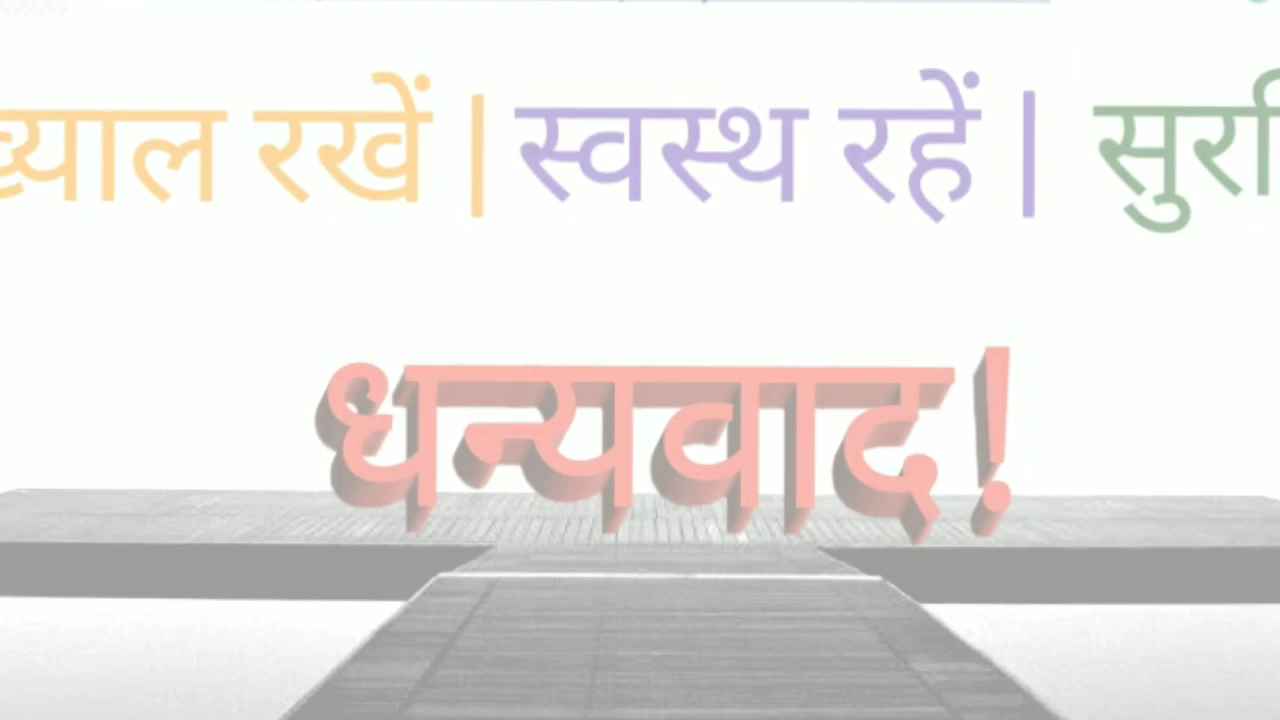 रखें | स्वस्थ रहें |
धन्यवाद!